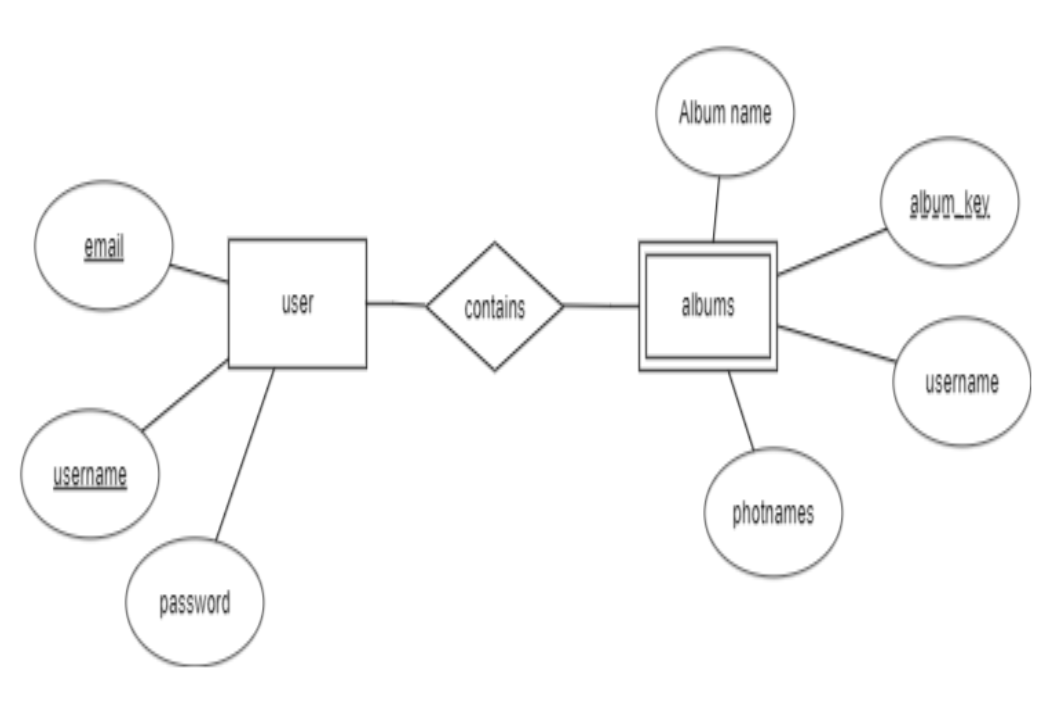 Album name
album_key
email
user
contains
albums
username
username
photnames
password